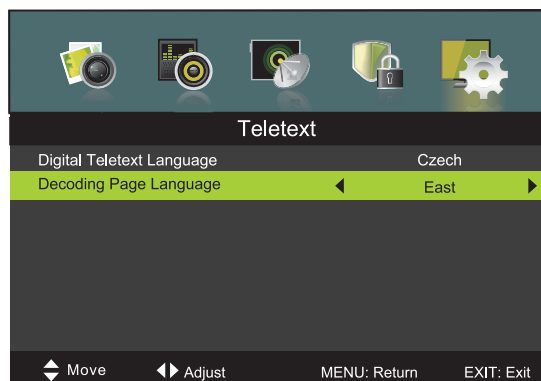 Teletext
Digital Teletext Language Czech
Decoding Page Language East
Move Adjust MENU: Return EXIT: Exit